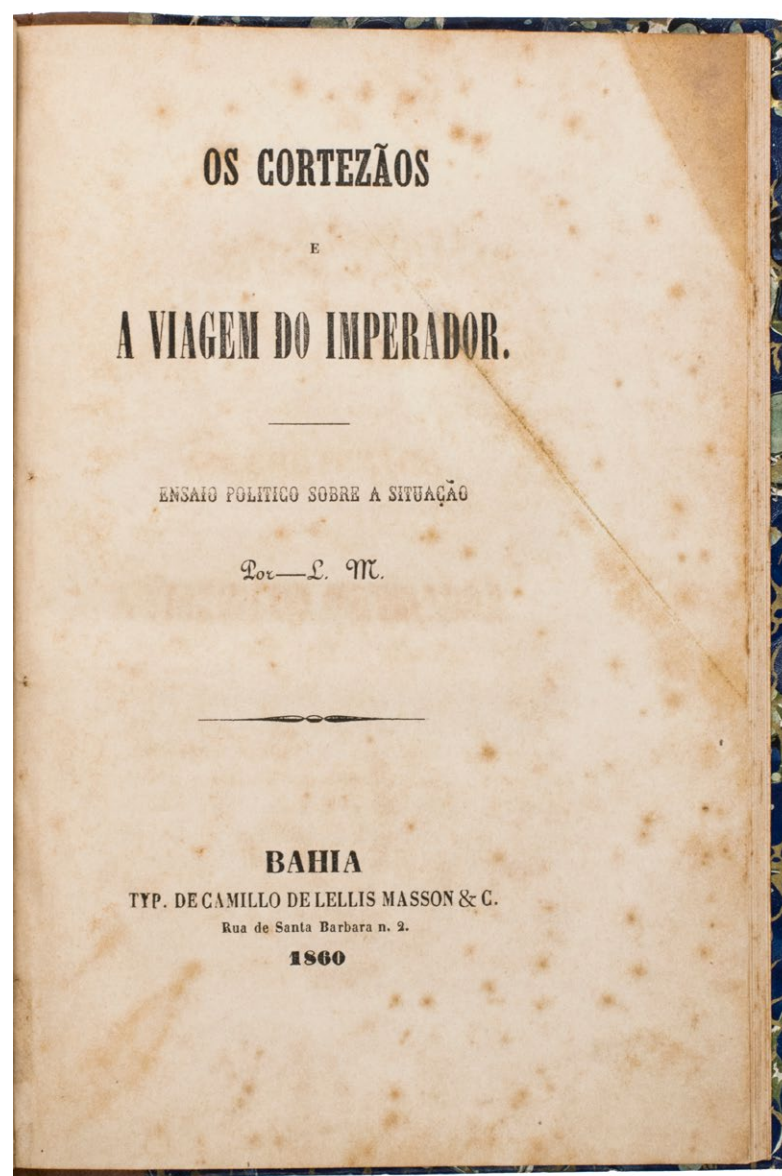 OS CORTEZÃOS
E
A VIAGEM DO IMPERADOR.
ENSAIO POLITICO SOBRE A SITUAÇÃO
Por—L. M.
BAHIA
TYP. DE CAMILLO DE LELLIS MASSON & C.
Rua de Santa Barbara n. 2.
1860